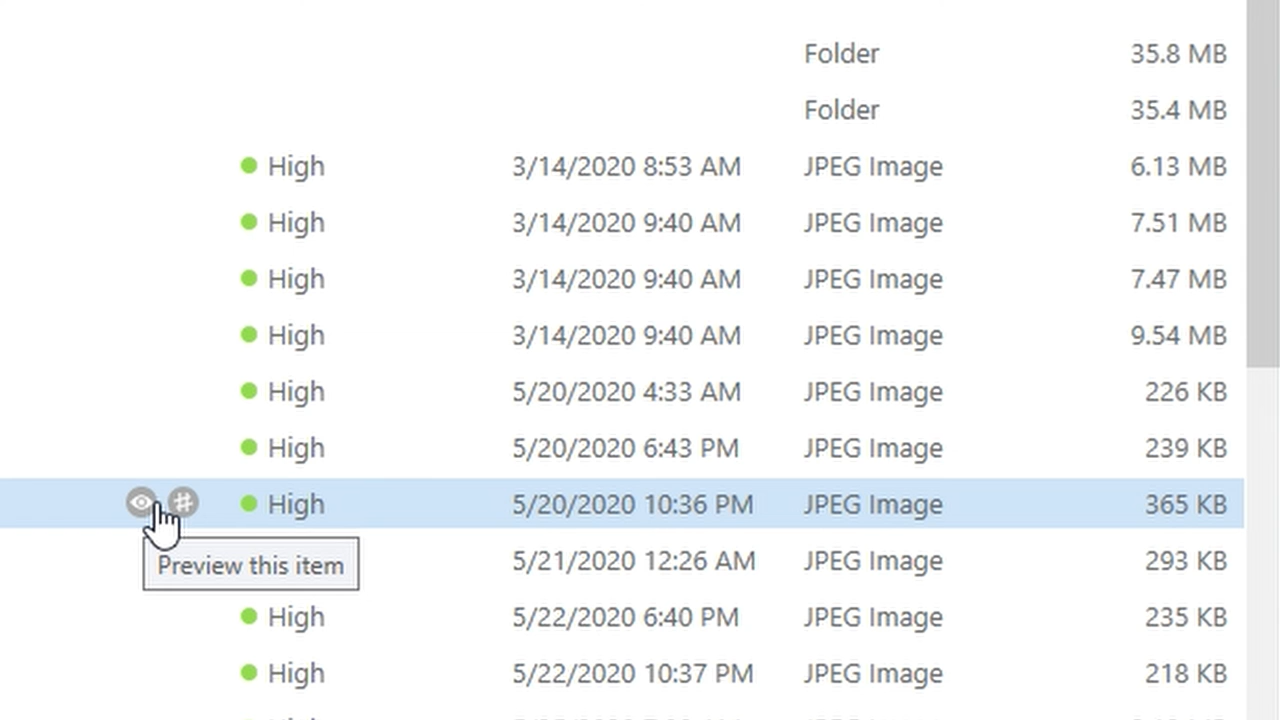 Folder 35.8 MB
Folder 35.4 MB
High 3/14/2020 8:53 AM JPEG Image 6.13 MB
High 3/14/2020 9:40 AM JPEG Image 7.51 MB
High 3/14/2020 9:40 AM JPEG Image 7.47 MB
High 3/14/2020 9:40 AM JPEG Image 9.54 MB
High 5/20/2020 4:33 AM JPEG Image 226 KB
High 5/20/2020 6:43 PM JPEG Image 239 KB
# High 5/20/2020 10:36 PM JPEG Image 365 KB
Preview this item 5/21/2020 12:26 AM JPEG Image 293 KB
High 5/22/2020 6:40 PM JPEG Image 235 KB
High 5/22/2020 10:37 PM JPEG Image 218 KB